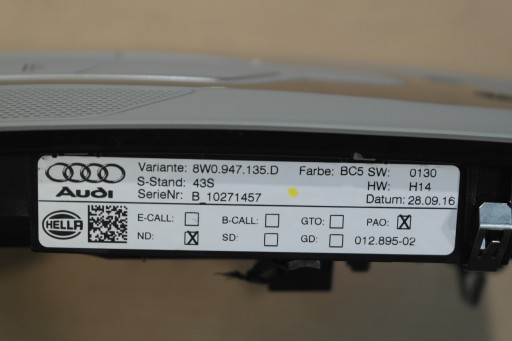 Variante: 8W0.947.135.D Farbe: BC5 SW: 0130
S-Stand: 43S HW: H14
Audi SerieNr: B_10271457 Datum: 28.09.16
HELLA E-CALL: B-CALL: GTO: PAO: X
ND: X SD: GD: 012.895-02